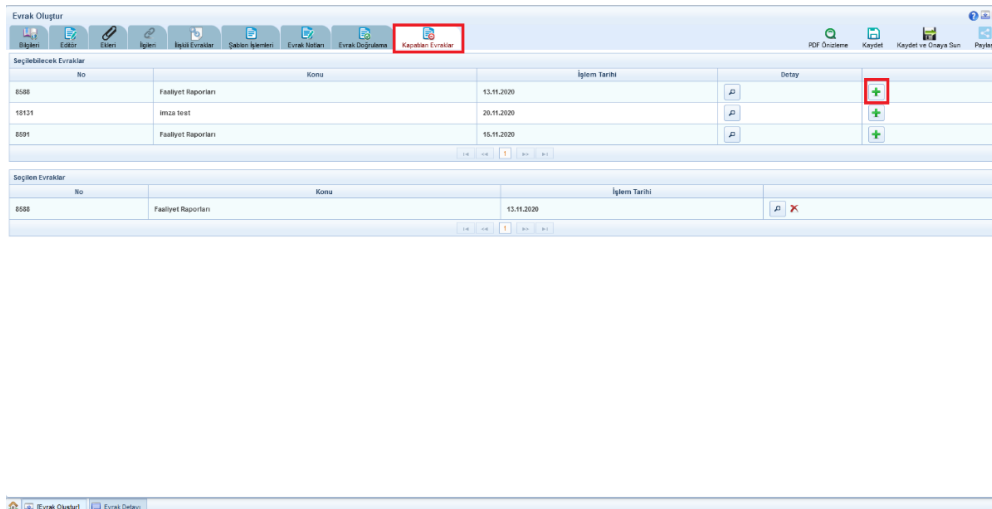 Evrak Oluştur
Bilgileri Editör Ekleri İlgileri İlişkili Evraklar Şablon İşlemleri Evrak Notları Evrak Doğrulama Kapatılan Evraklar PDF Önizleme Kaydet Kaydet ve Onaya Sun Paylaş
Seçilebilecek Evraklar
No Konu İşlem Tarihi Detay
8588 Faaliyet Raporları 13.11.2020
18131 imza test 20.11.2020
8591 Faaliyet Raporları 15.11.2020
1
Seçilen Evraklar
No Konu İşlem Tarihi
8588 Faaliyet Raporları 13.11.2020
1
[Evrak Oluştur] Evrak Detayı